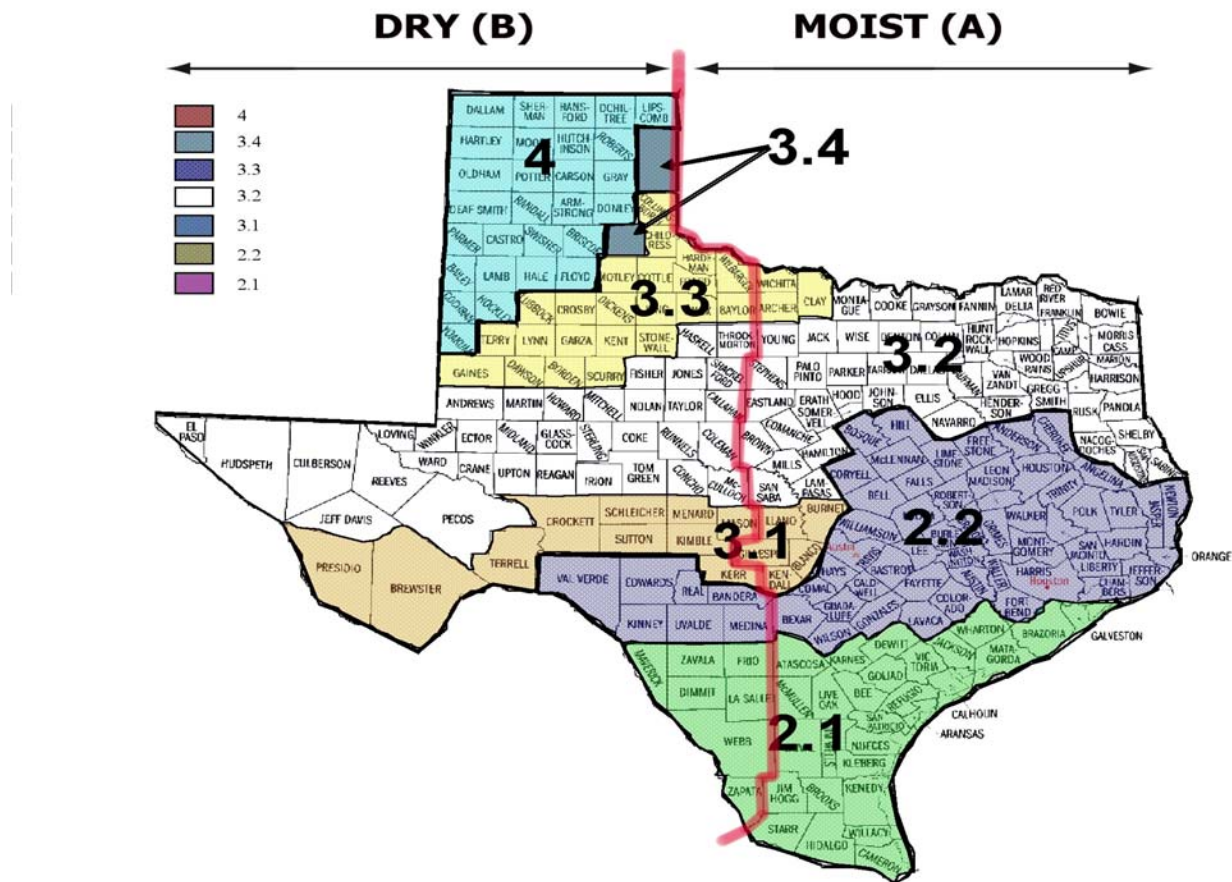 DRY (B) MOIST (A)
4
3.4
3.3
3.2
3.1
2.2
2.1
DALLAM SHER-MAN HANS-FORD OCHIL-TREE LIPS-COMB
HARTLEY HUTCH-INSON ROBERTS
4
3.4
OLDHAM POTTER CARSON GRAY
DEAF SMITH RANDALL ARM-STRONG DONLEY
PARMER CASTRO SWISHER BRISCOE CHILD-RESS
BAILEY LAMB HALE FLOYD MOTLEY COTTLE HARDE-MAN WILBARGER WICHITA
3.3
COCHRAN HOCKLEY LUBBOCK CROSBY DICKENS BAYLOR ARCHER CLAY MONTA-GUE COOKE GRAYSON FANNIN LAMAR DELTA RED RIVER FRANKLIN TITUS BOWIE
YOAKUM TERRY LYNN GARZA KENT STONE-WALL HASKELL THROCK MORTON YOUNG JACK WISE DENTON COLLIN HUNT ROCK-WALL HOPKINS CAMP MORRIS CASS
3.2
GAINES DAWSON BORDEN SCURRY FISHER JONES SHACKEL-FORD STEPHENS PALO PINTO PARKER TARRANT DALLAS KAUFMAN VAN ZANDT WOOD RAINS UPSHUR MARION HARRISON
GREGG SMITH
ANDREWS MARTIN HOWARD MITCHELL NOLAN TAYLOR CALLAHAN EASTLAND ERATH SOMER VELL HOOD JOHN-SON ELLIS HENDER-SON RUSK PANOLA
NAVARRO
EL PASO HUDSPETH CULBERSON LOVING WINKLER ECTOR MIDLAND GLASS-COCK STERLING COKE RUNNELS COLEMAN BROWN COMANCHE HAMILTON BOSQUE HILL FREE STONE ANDERSON CHEROKEE NACOG-DOCHES SHELBY
REEVES WARD CRANE UPTON REAGAN IRION TOM GREEN CONCHO MC-CULLOCH SAN SABA MILLS LAM-PASAS CORYELL McLENNAN LIME STONE LEON HOUSTON ANGELINA SABINE
JEFF DAVIS PECOS CROCKETT SCHLEICHER MENARD MASON LLANO BURNET BELL FALLS ROBERT-SON MADISON TRINITY POLK TYLER JASPER NEWTON
3.1
2.2
SUTTON KIMBLE BLANCO WILLIAMSON WALKER SAN JACINTO HARDIN ORANGE
PRESIDIO BREWSTER TERRELL KERR KEN-DALL HAYS Austin TRAVIS LEE BASTROP MONT-GOMERY LIBERTY JEFFER-SON
VAL VERDE EDWARDS REAL BANDERA COMAL CALD WELL FAYETTE AUSTIN WALLER HARRIS Houston CHAM-BERS
KINNEY UVALDE MEDINA BEXAR GUADA-LUPE GONZALES LAVACA COLOR-ADO FORT BEND
WILSON WHARTON BRAZORIA GALVESTON
MAVERICK ZAVALA FRIO ATASCOSA KARNES DEWITT VIC-TORIA JACKSON MATA-GORDA
DIMMIT LA SALLE McMULLEN LIVE OAK BEE GOLIAD REFUGIO CALHOUN
SAN PATRICIO ARANSAS
2.1
WEBB NUECES
KLEBERG
ZAPATA JIM HOGG BROOKS KENEDY
STARR WILLACY
HIDALGO CAMERON